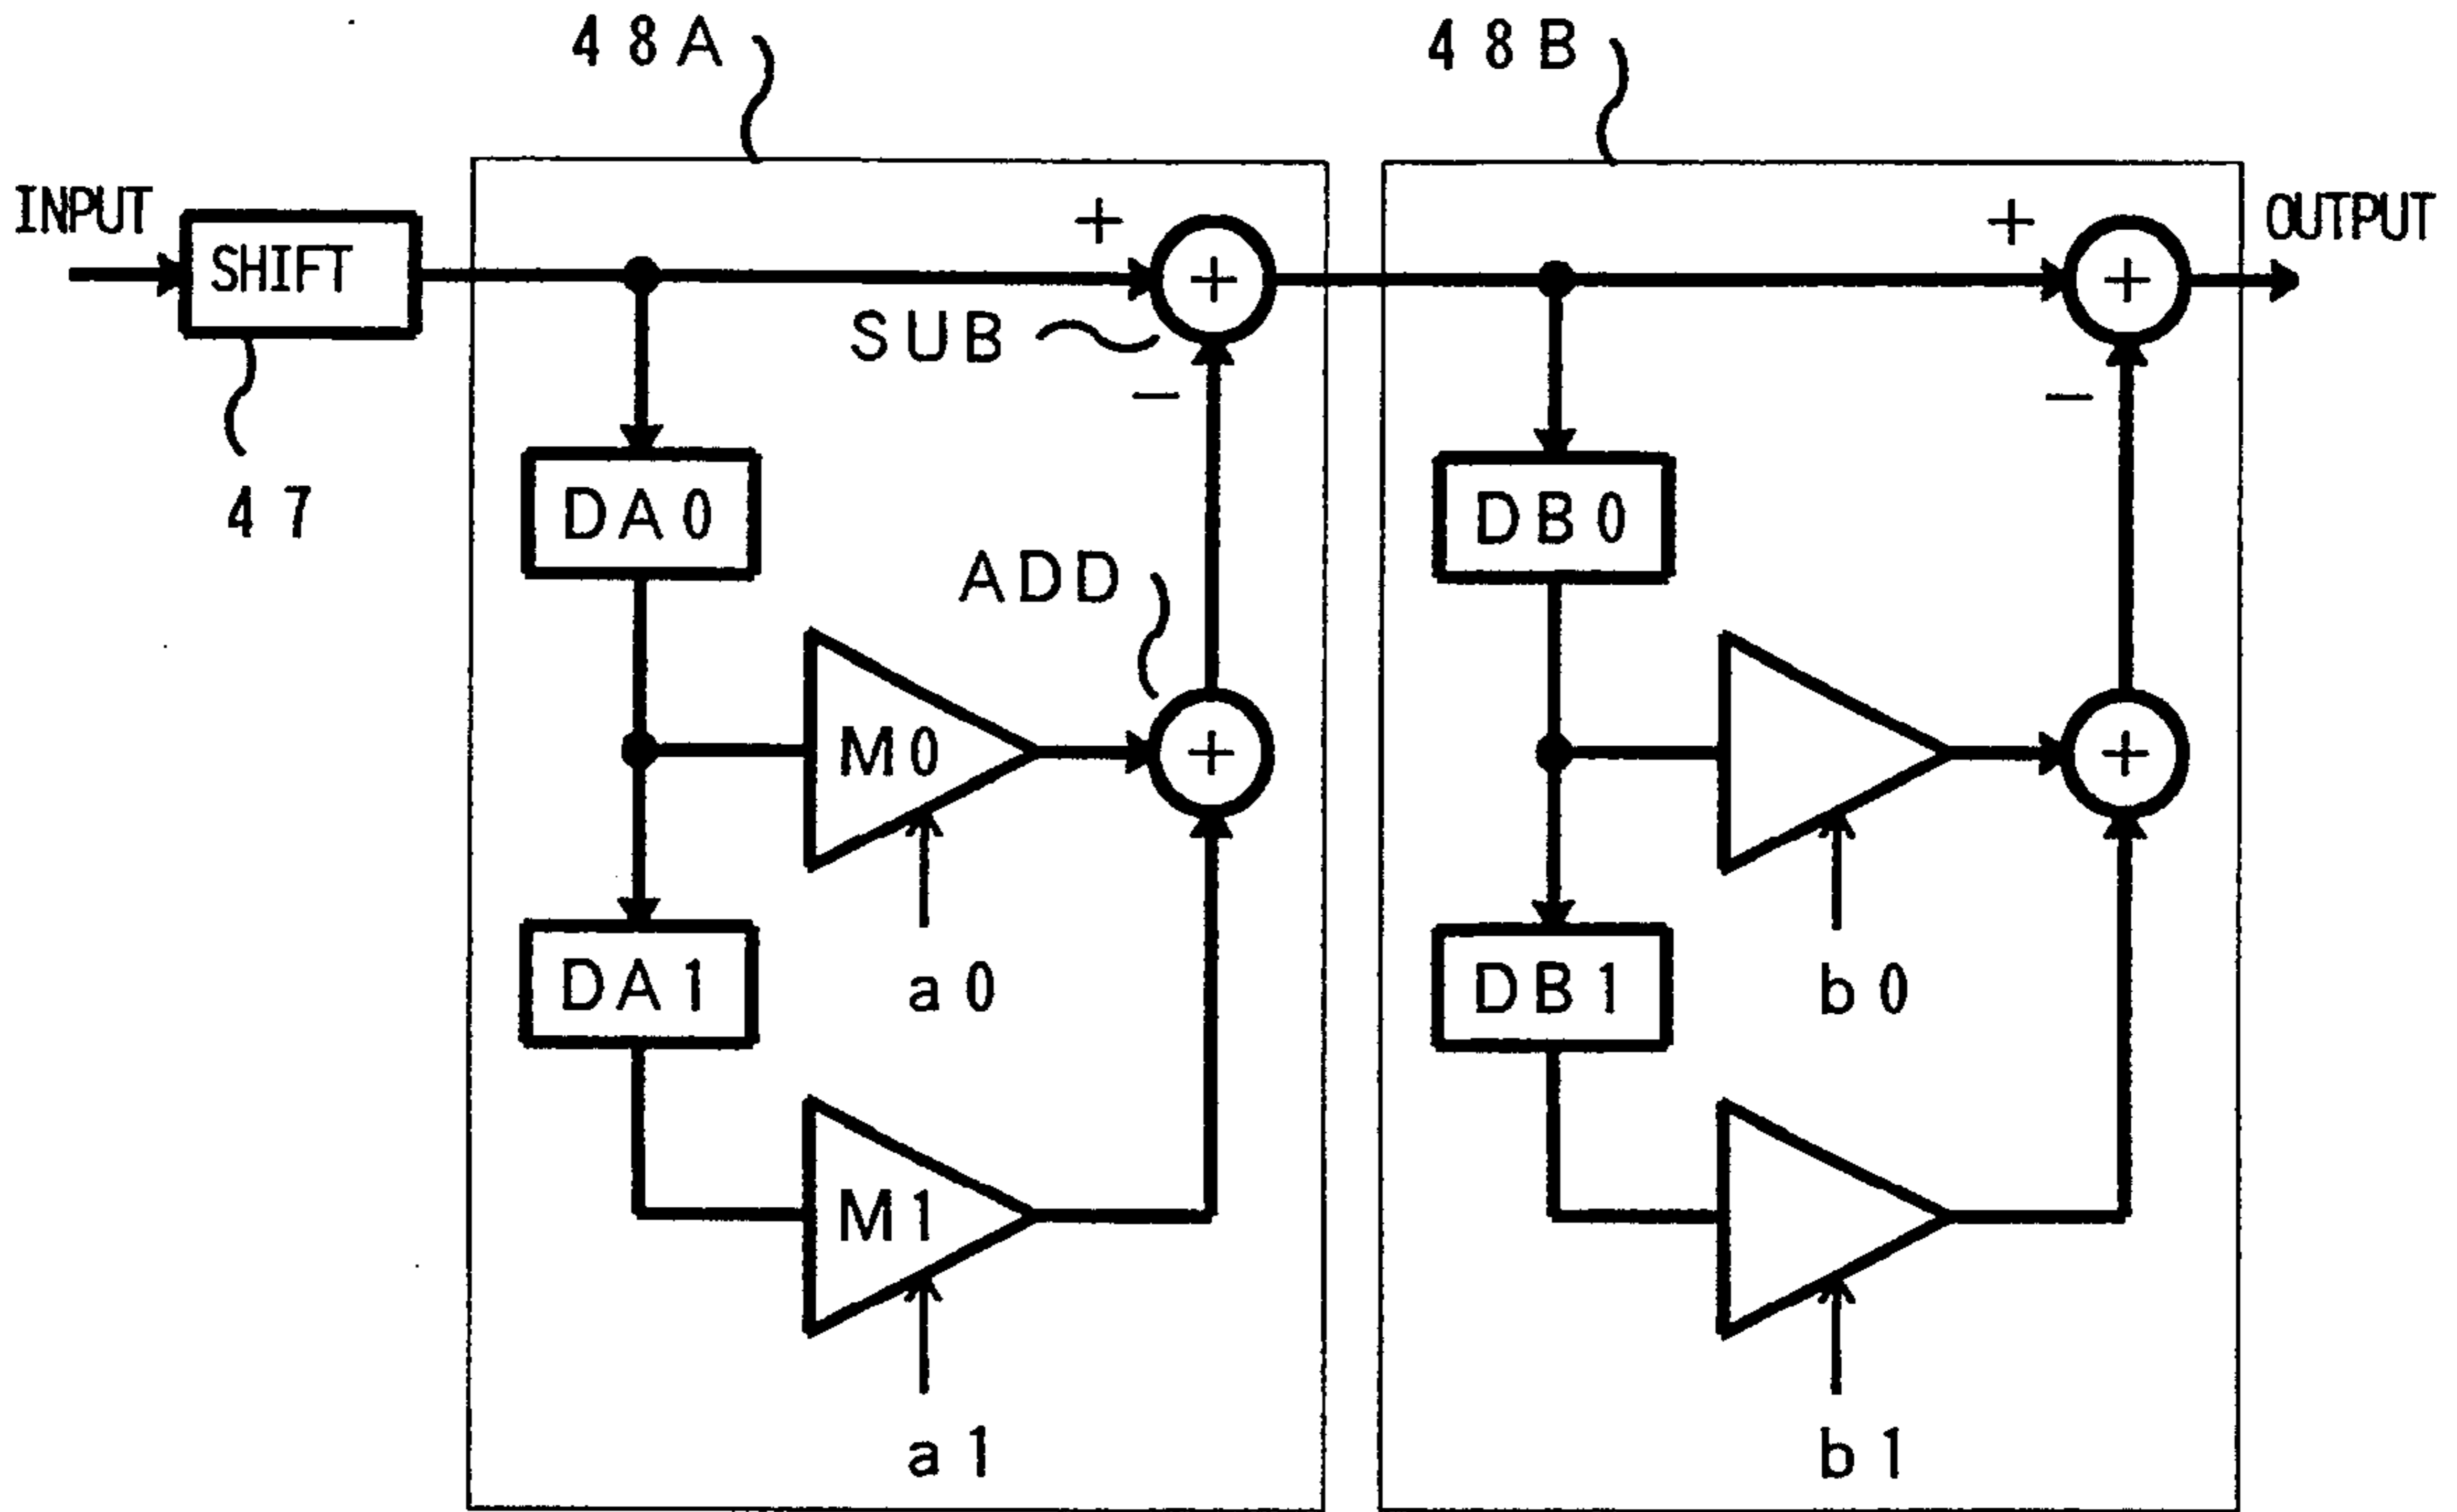 48A
48B
INPUT
SHIFT
+
+
+
+
OUTPUT
SUB
-
-
47
DA0
DB0
ADD
M0
+
+
a0
b0
DA1
DB1
M1
a1
b1